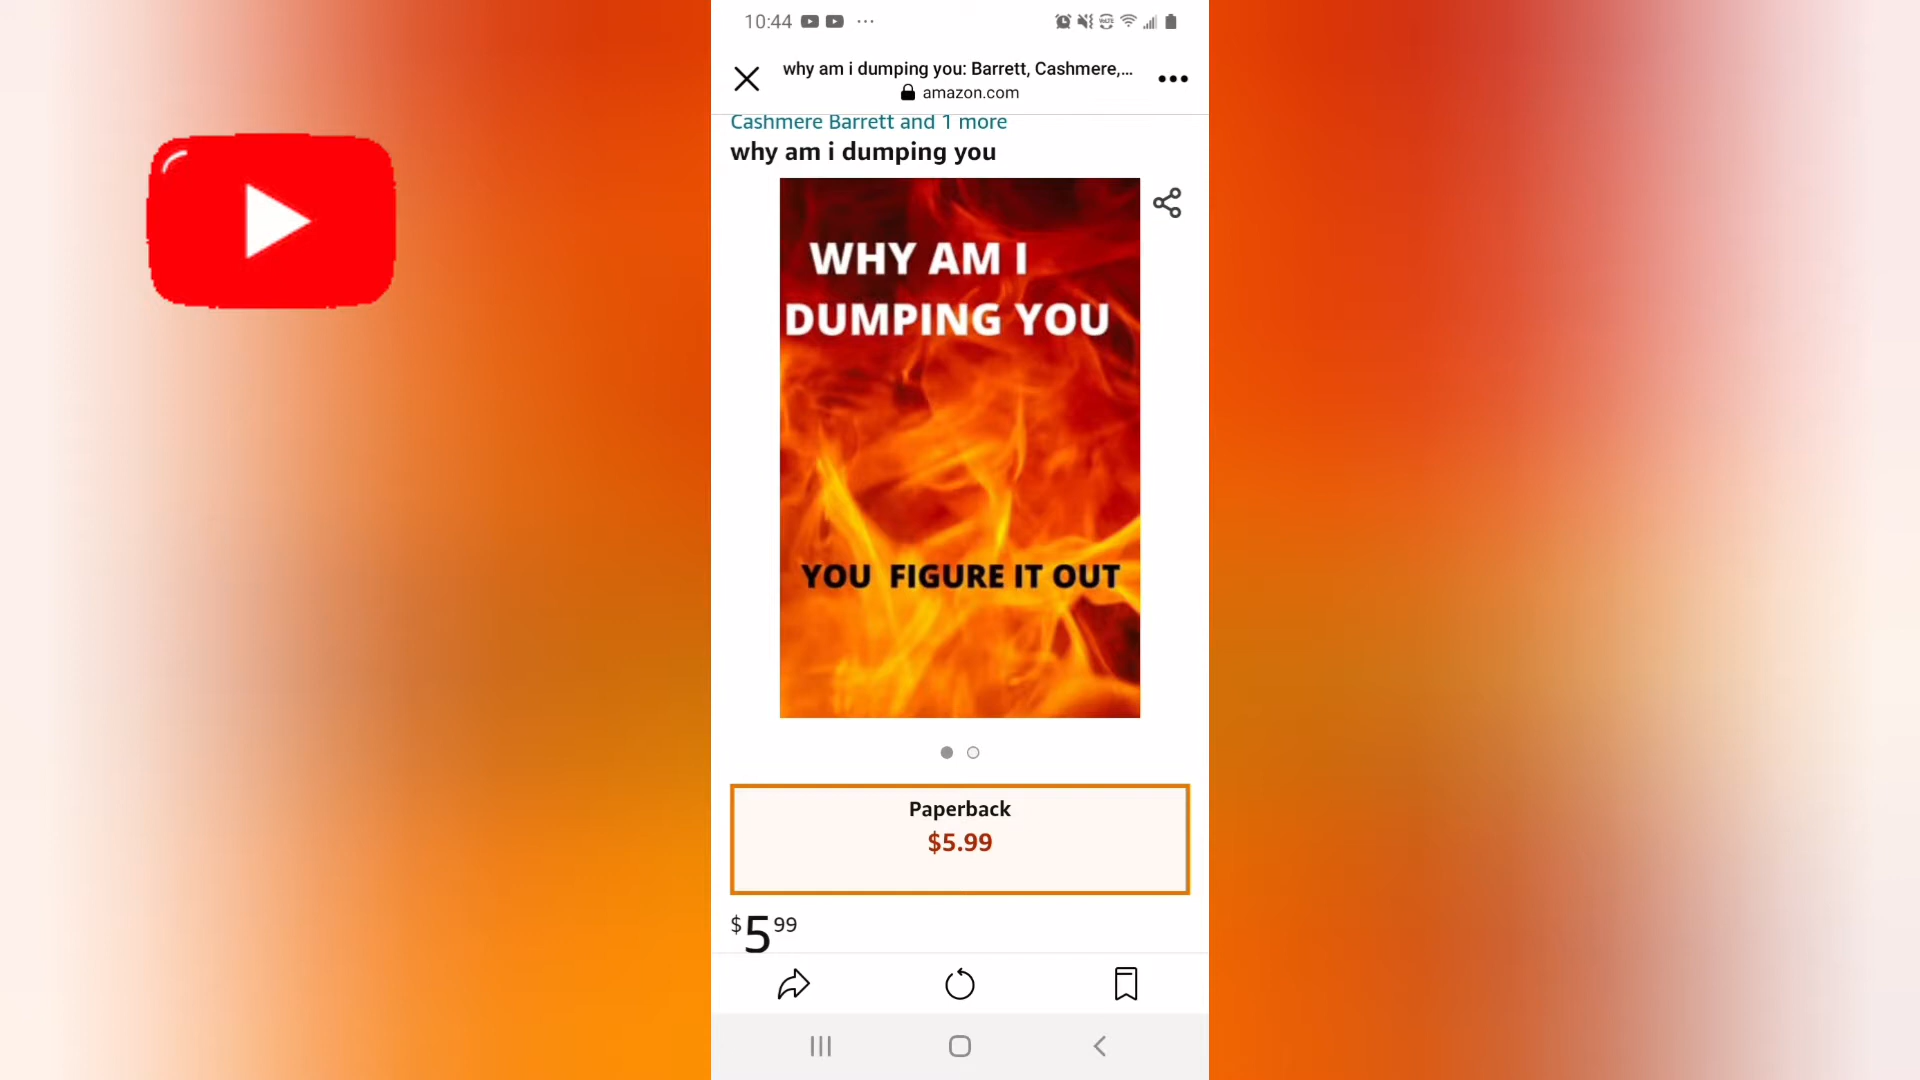 10:44
why am i dumping you: Barrett, Cashmere,...
amazon.com
Cashmere Barrett and 1 more
why am i dumping you
WHY AM I
DUMPING YOU
YOU FIGURE IT OUT
Paperback
$5.99
$5 99